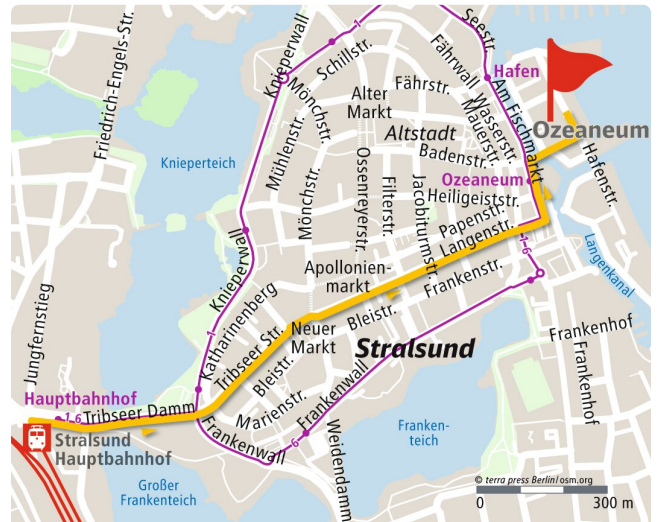 Friedrich-Engels-Str.
Knieperwall
Schillstr.
1
Seestr.
Hafen
Fährwall
Am Fischmarkt
Mönchstr.
Alter
Markt
Fährstr.
Wasserstr.
Mauerstr.
Altstadt
Ozeaneum
Knieperteich
Mühlenstr.
Badenstr.
Ozeaneum
Hafenstr.
Mönchstr.
Ossenreyerstr.
Filterstr.
Jacobiturmstr.
Heiligeiststr.
Papenstr.
Langenstr.
Knieperwall
1-6
Langenkanal
Apollonien-
markt
Frankenstr.
Jungfernstieg
Katharinenberg
1
Tribseer Str.
Neuer
Markt
Bleistr.
Bleistr.
Stralsund
Frankenhof
Frankenhof
Hauptbahnhof
1-6
Tribseer Damm
Marienstr.
Frankenwall
Stralsund
Hauptbahnhof
Frankenwall
6
Weidendamm
Franken-
teich
Großer
Frankenteich
© terra press Berlin/osm.org
0
300 m